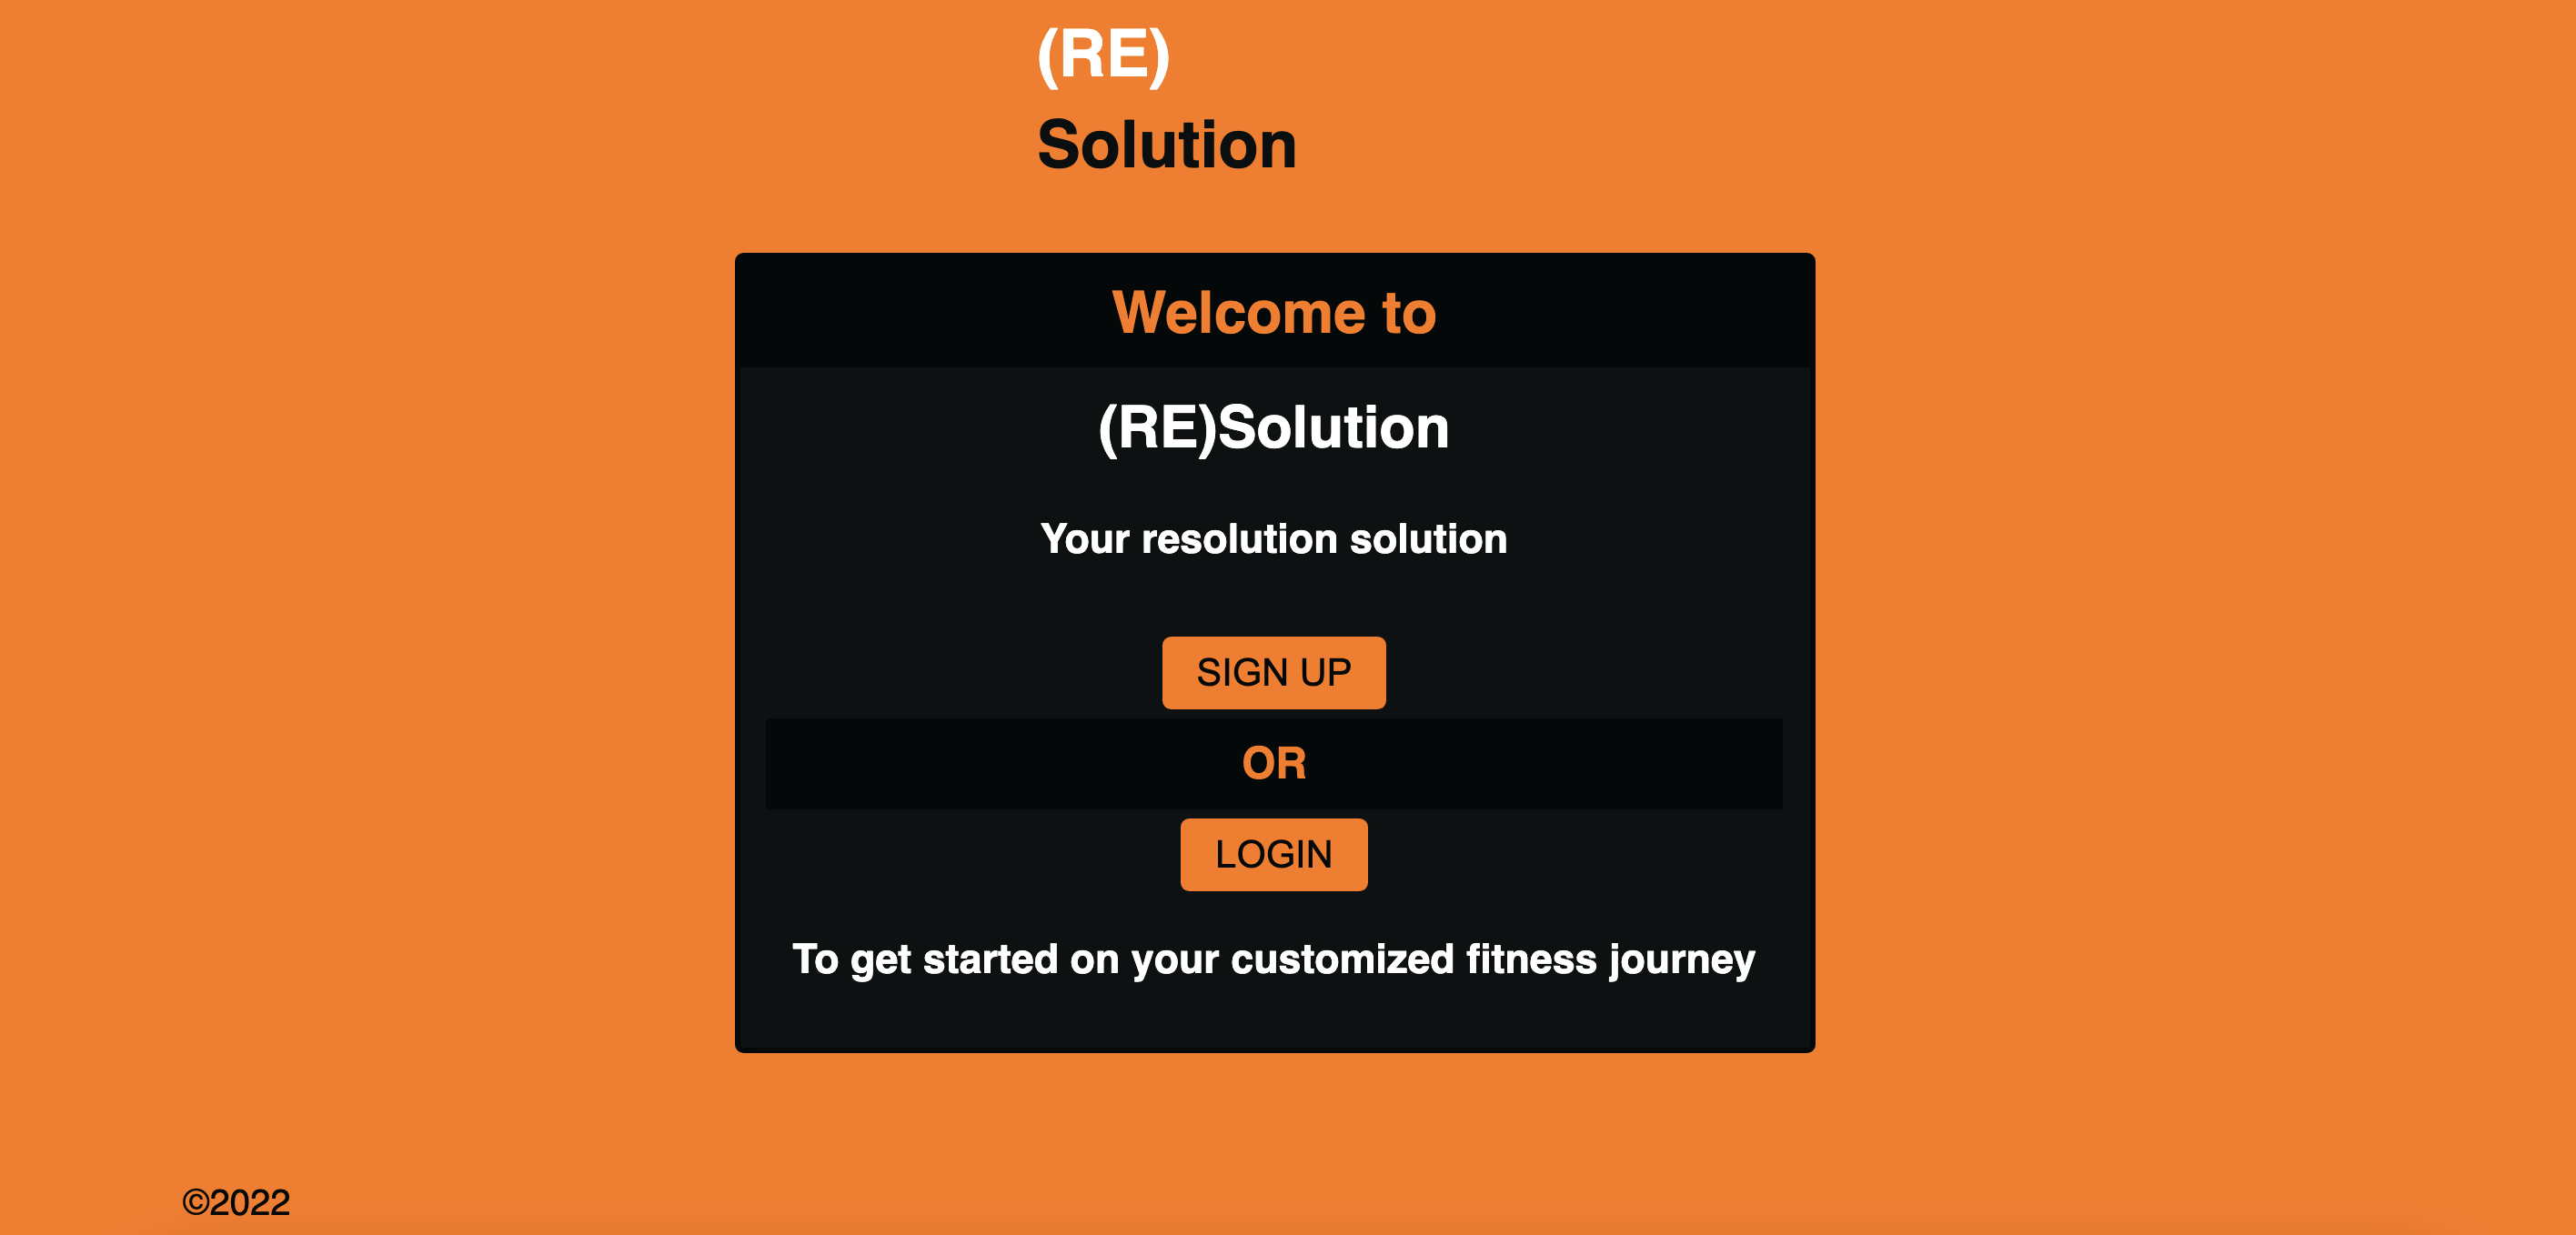 (RE)
Solution
Welcome to
(RE)Solution
Your resolution solution
SIGN UP
OR
LOGIN
To get started on your customized fitness journey
©2022